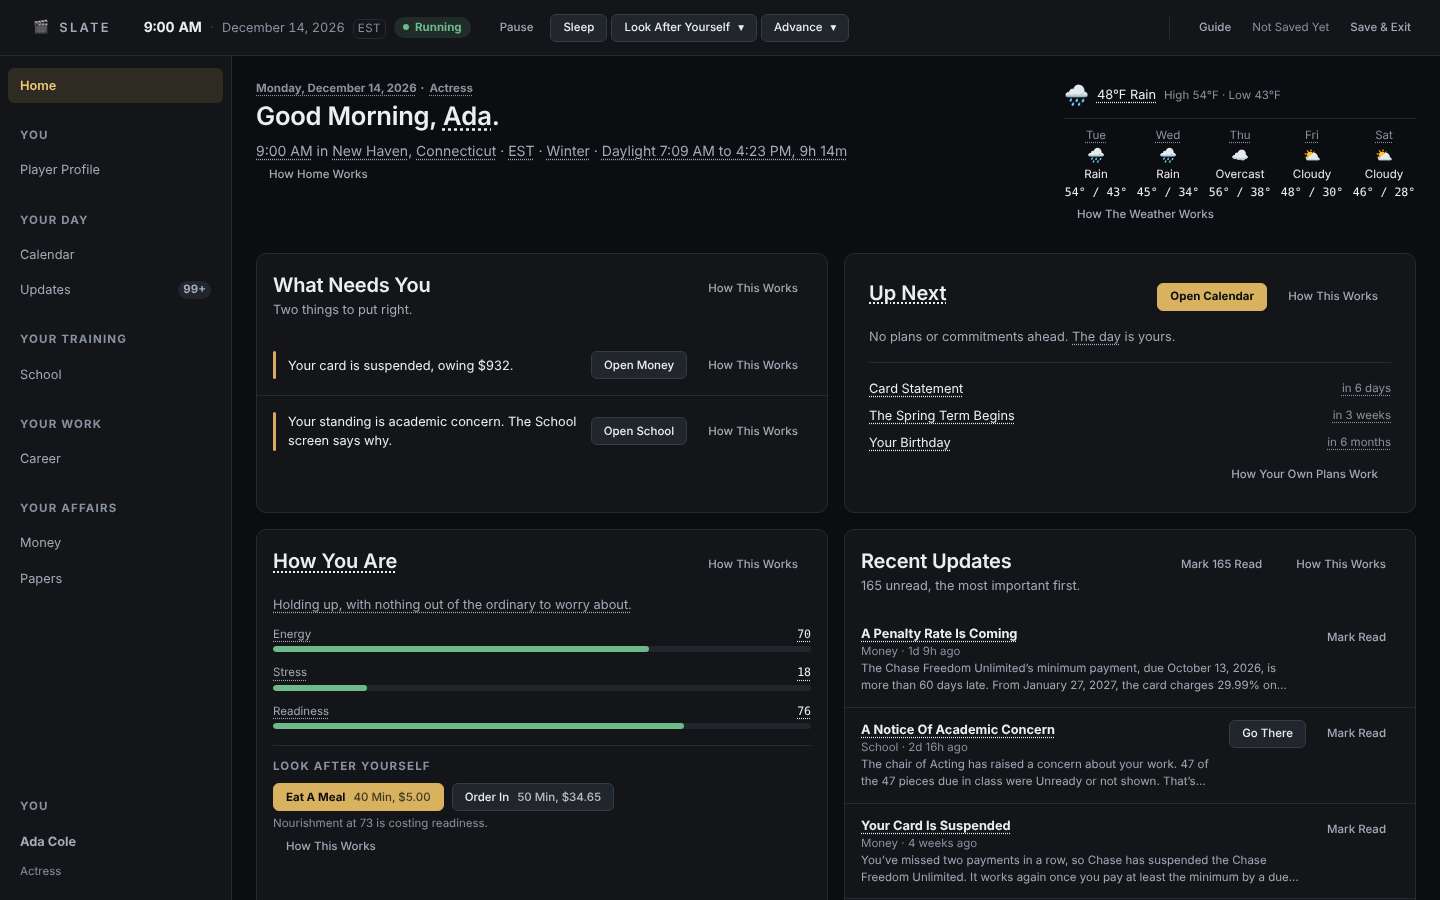 SLATE
9:00 AM · December 14, 2026 EST Running Pause Sleep Look After Yourself ▾ Advance ▾ Guide Not Saved Yet Save & Exit
Home
YOU
Player Profile
YOUR DAY
Calendar
Updates 99+
YOUR TRAINING
School
YOUR WORK
Career
YOUR AFFAIRS
Money
Papers
YOU
Ada Cole
Actress
Monday, December 14, 2026 · Actress
Good Morning, Ada.
9:00 AM in New Haven, Connecticut · EST · Winter · Daylight 7:09 AM to 4:23 PM, 9h 14m
How Home Works
48°F Rain High 54°F · Low 43°F
Tue Wed Thu Fri Sat
Rain Rain Overcast Cloudy Cloudy
54° / 43° 45° / 34° 56° / 38° 48° / 30° 46° / 28°
How The Weather Works
What Needs You How This Works
Two things to put right.
Your card is suspended, owing $932. Open Money How This Works
Your standing is academic concern. The School
screen says why. Open School How This Works
Up Next Open Calendar How This Works
No plans or commitments ahead. The day is yours.
Card Statement in 6 days
The Spring Term Begins in 3 weeks
Your Birthday in 6 months
How Your Own Plans Work
How You Are How This Works
Holding up, with nothing out of the ordinary to worry about.
Energy 70
Stress 18
Readiness 76
LOOK AFTER YOURSELF
Eat A Meal 40 Min, $5.00 Order In 50 Min, $34.65
Nourishment at 73 is costing readiness.
How This Works
Recent Updates Mark 165 Read How This Works
165 unread, the most important first.
A Penalty Rate Is Coming Mark Read
Money · 1d 9h ago
The Chase Freedom Unlimited's minimum payment, due October 13, 2026, is
more than 60 days late. From January 27, 2027, the card charges 29.99% on…
A Notice Of Academic Concern Go There Mark Read
School · 2d 16h ago
The chair of Acting has raised a concern about your work. 47 of
the 47 pieces due in class were Unready or not shown. That's…
Your Card Is Suspended Mark Read
Money · 4 weeks ago
You've missed two payments in a row, so Chase has suspended the Chase
Freedom Unlimited. It works again once you pay at least the minimum by a due…